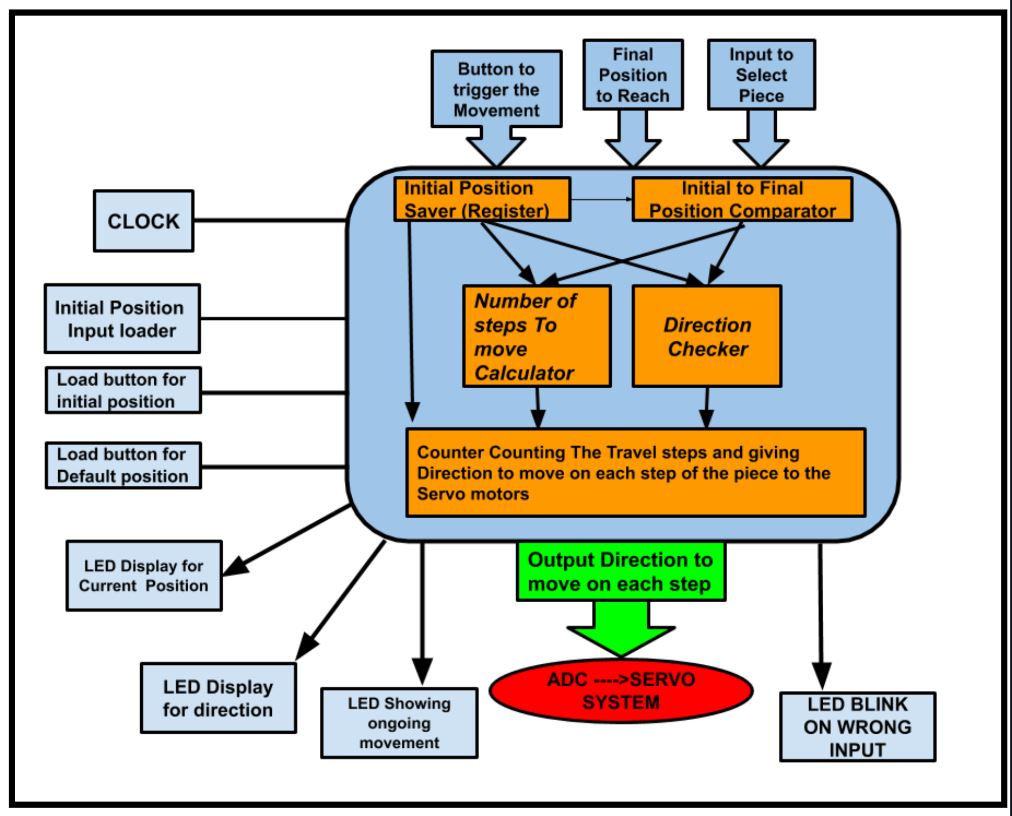 Button to
trigger the
Movement
Final
Position
to Reach
Input to
Select
Piece
CLOCK
Initial Position
Input loader
Load button for
initial position
Load button for
Default position
Initial Position
Saver (Register)
Initial to Final
Position Comparator
Number of
steps To
move
Calculator
Direction
Checker
Counter Counting The Travel steps and giving
Direction to move on each step of the piece to the
Servo motors
Output Direction to
move on each step
ADC ---->SERVO
SYSTEM
LED Display for
Current Position
LED Display
for direction
LED Showing
ongoing
movement
LED BLINK
ON WRONG
INPUT